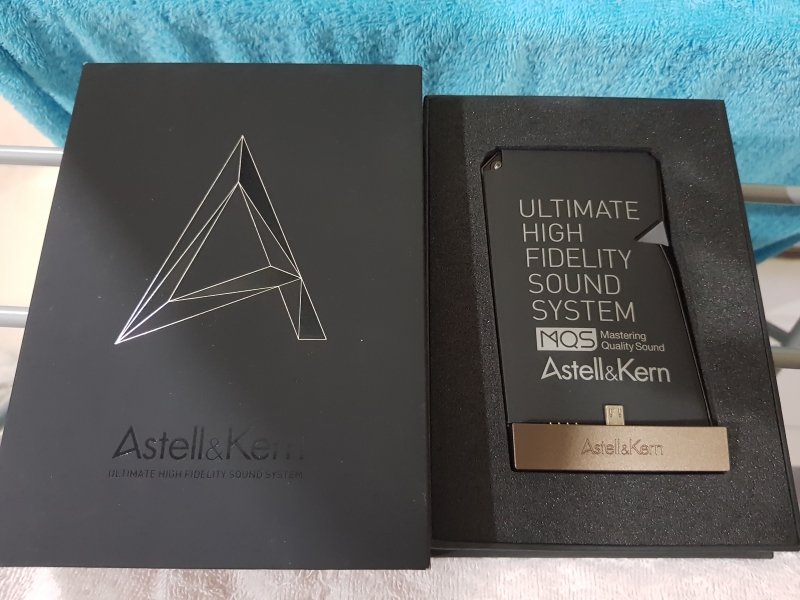 Astell&Kern
ULTIMATE HIGH FIDELITY SOUND SYSTEM
ULTIMATE
HIGH
FIDELITY
SOUND
SYSTEM
MQS Mastering
Quality Sound
Astell&Kern
Astell&Kern